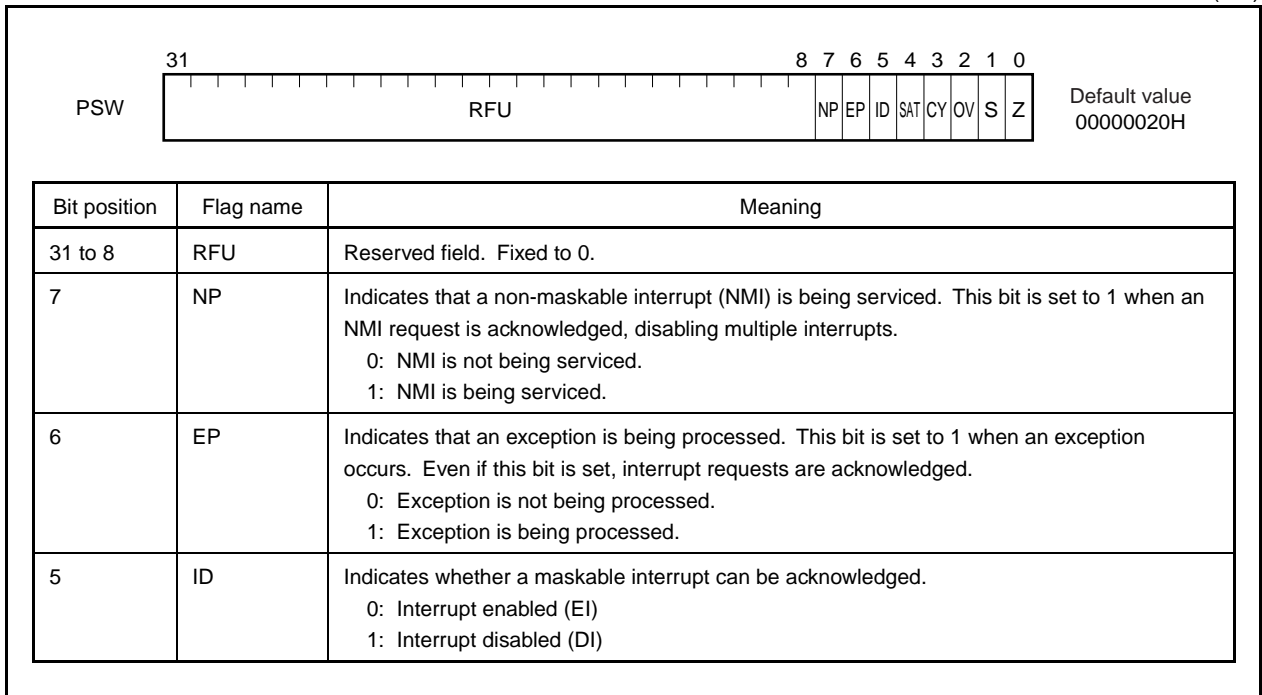 31 8 7 6 5 4 3 2 1 0
PSW RFU NP EP ID SAT CY OV S Z Default value
00000020H
Bit position Flag name Meaning
31 to 8 RFU Reserved field. Fixed to 0.
7 NP Indicates that a non-maskable interrupt (NMI) is being serviced. This bit is set to 1 when an
NMI request is acknowledged, disabling multiple interrupts.
0: NMI is not being serviced.
1: NMI is being serviced.
6 EP Indicates that an exception is being processed. This bit is set to 1 when an exception
occurs. Even if this bit is set, interrupt requests are acknowledged.
0: Exception is not being processed.
1: Exception is being processed.
5 ID Indicates whether a maskable interrupt can be acknowledged.
0: Interrupt enabled (EI)
1: Interrupt disabled (DI)